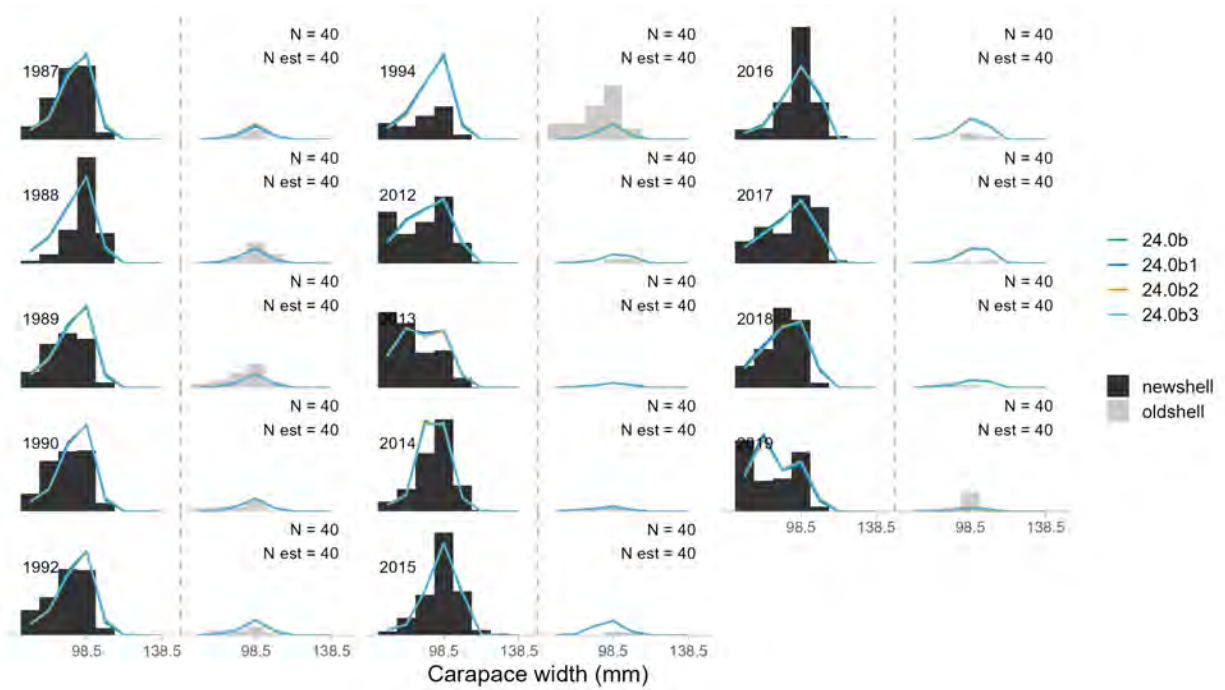 N = 40
N est = 40
1987
N = 40
N est = 40
1994
N = 40
N est = 40
2016
N = 40
N est = 40
1988
N = 40
N est = 40
2012
N = 40
N est = 40
2017
N = 40
N est = 40
1989
N = 40
N est = 40
2013
N = 40
N est = 40
2018
N = 40
N est = 40
1990
N = 40
N est = 40
2014
N = 40
N est = 40
2019
98.5 138.5 98.5 138.5
N = 40
N est = 40
1992
N = 40
N est = 40
2015
98.5 138.5 98.5 138.5 98.5 138.5 98.5 138.5
Carapace width (mm)
24.0b
24.0b1
24.0b2
24.0b3
newshell
oldshell